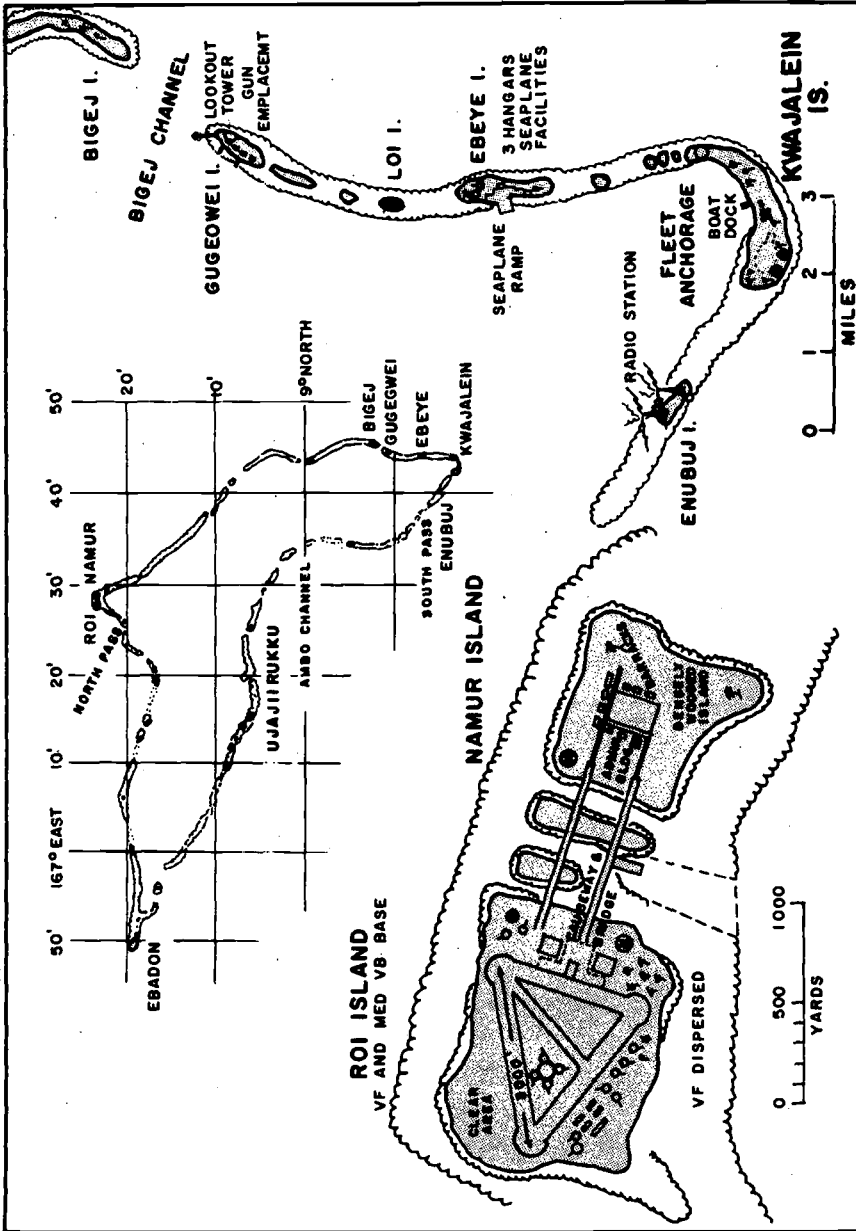 BIGEJ I.
BIGEJ CHANNEL
GUGEOWEI I.
LOOKOUT
TOWER
GUN
EMPLACEMT
LOI I.
EBEYE I.
3 HANGARS
SEAPLANE
FACILITIES
SEAPLANE
RAMP
FLEET
ANCHORAGE
BOAT
DOCK
KWAJALEIN
IS.
RADIO STATION
ENUBUJ I.
0 1 2 3
MILES
50' 167° EAST 10' 20' 30' 40' 50'
20'
10'
9° NORTH
ROI NAMUR
NORTH PASS
EBADON
UJAJIIRUKKU
AMBO CHANNEL
SOUTH PASS
ENUBUJ
BIGEJ
GUGEGWEI
EBEYE
KWAJALEIN
ROI ISLAND
VF AND MED VB BASE
NAMUR ISLAND
CLEAR
AREA
CAUSEWAY &
BRIDGE
DENSELY
WOODED
ISLAND
VF DISPERSED
0 500 1000
YARDS